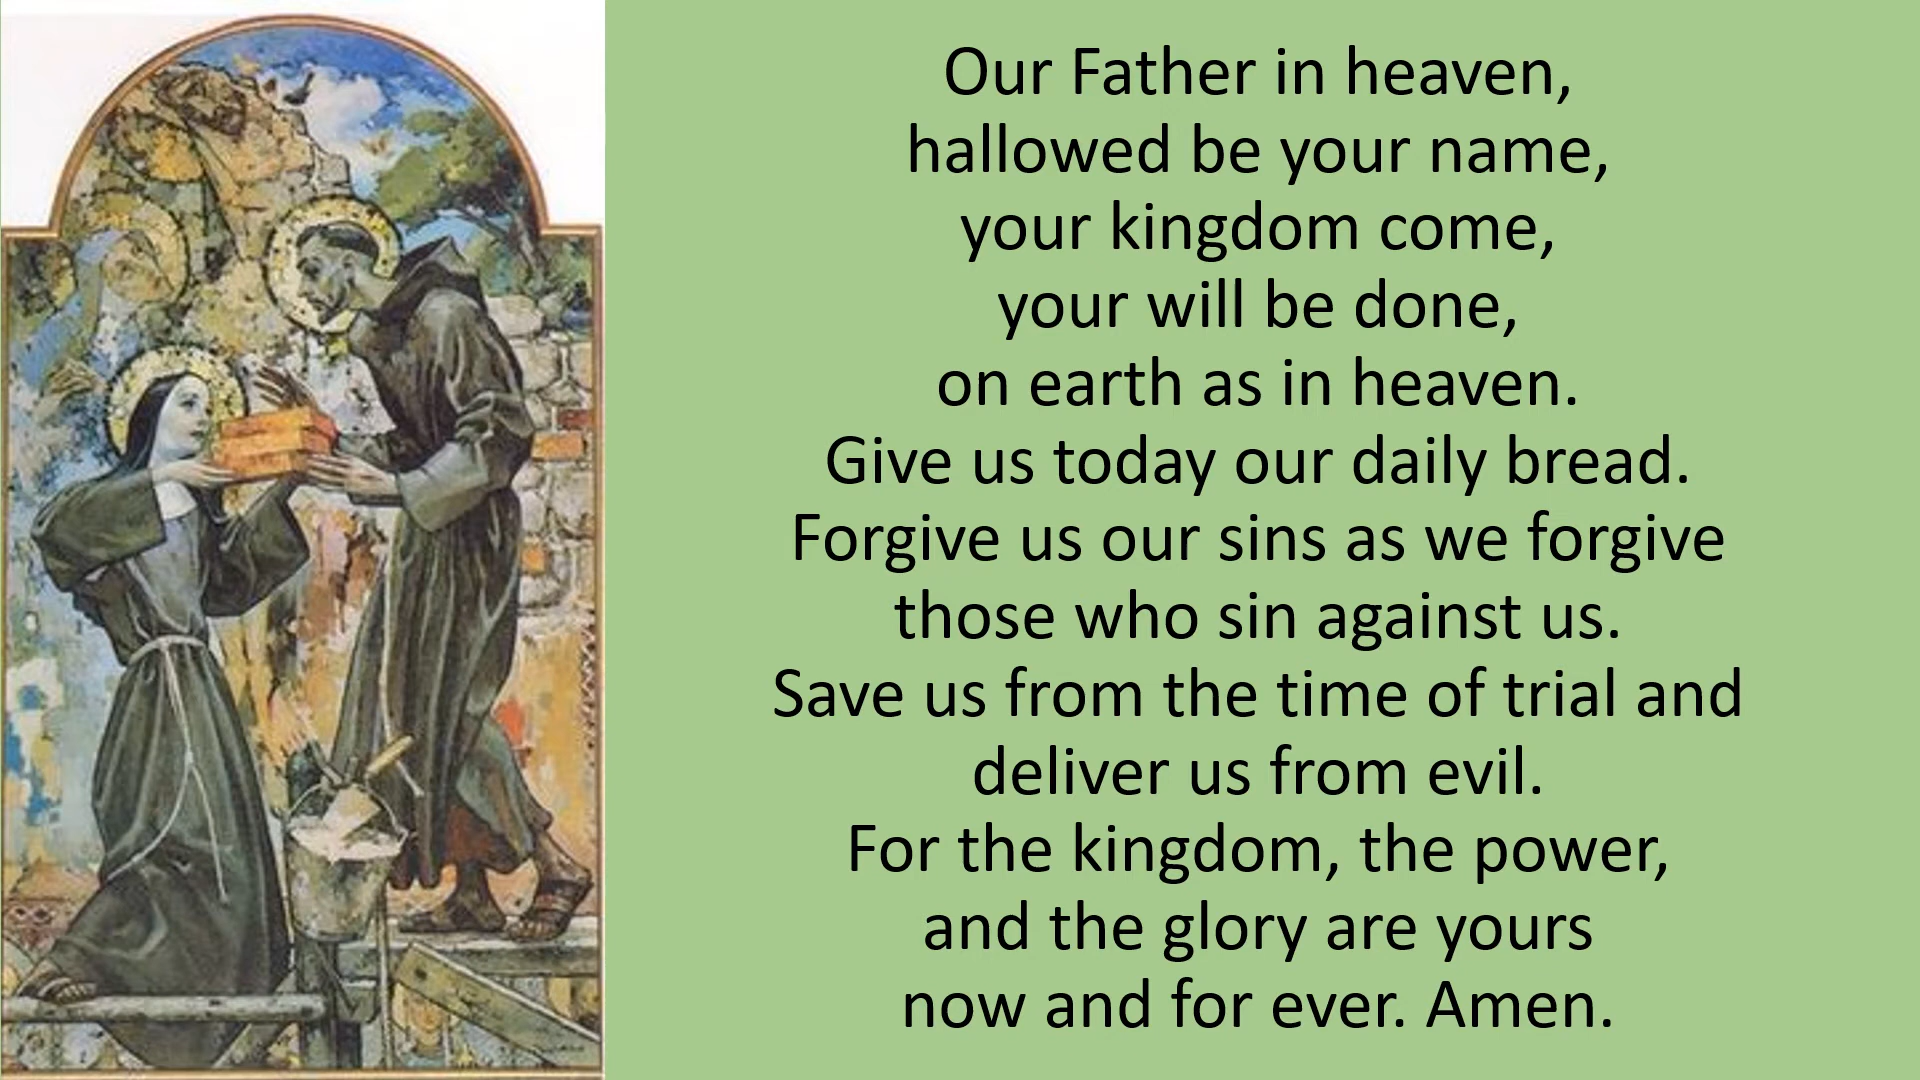 Our Father in heaven,
hallowed be your name,
your kingdom come,
your will be done,
on earth as in heaven.
Give us today our daily bread.
Forgive us our sins as we forgive
those who sin against us.
Save us from the time of trial and
deliver us from evil.
For the kingdom, the power,
and the glory are yours
now and for ever. Amen.